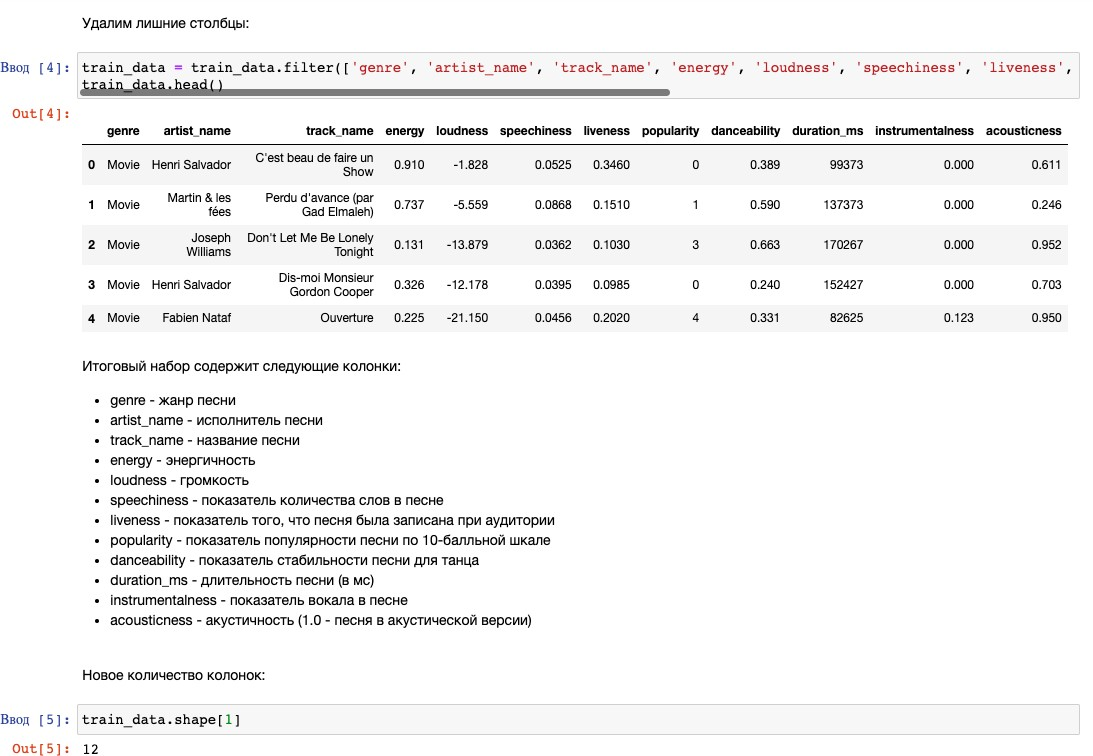 Удалим лишние столбцы:
Ввод [4]: train_data = train_data.filter(['genre', 'artist_name', 'track_name', 'energy', 'loudness', 'speechiness', 'liveness',
train_data.head()
Out[4]:
genre artist_name track_name energy loudness speechiness liveness popularity danceability duration_ms instrumentalness acousticness
0 Movie Henri Salvador C'est beau de faire un Show 0.910 -1.828 0.0525 0.3460 0 0.389 99373 0.000 0.611
1 Movie Martin & les fées Perdu d'avance (par Gad Elmaleh) 0.737 -5.559 0.0868 0.1510 1 0.590 137373 0.000 0.246
2 Movie Joseph Williams Don't Let Me Be Lonely Tonight 0.131 -13.879 0.0362 0.1030 3 0.663 170267 0.000 0.952
3 Movie Henri Salvador Dis-moi Monsieur Gordon Cooper 0.326 -12.178 0.0395 0.0985 0 0.240 152427 0.000 0.703
4 Movie Fabien Nataf Ouverture 0.225 -21.150 0.0456 0.2020 4 0.331 82625 0.123 0.950
Итоговый набор содержит следующие колонки:
• genre - жанр песни
• artist_name - исполнитель песни
• track_name - название песни
• energy - энергичность
• loudness - громкость
• speechiness - показатель количества слов в песне
• liveness - показатель того, что песня была записана при аудитории
• popularity - показатель популярности песни по 10-балльной шкале
• danceability - показатель стабильности песни для танца
• duration_ms - длительность песни (в мс)
• instrumentalness - показатель вокала в песне
• acousticness - акустичность (1.0 - песня в акустической версии)
Новое количество колонок:
Ввод [5]: train_data.shape[1]
Out[5]: 12